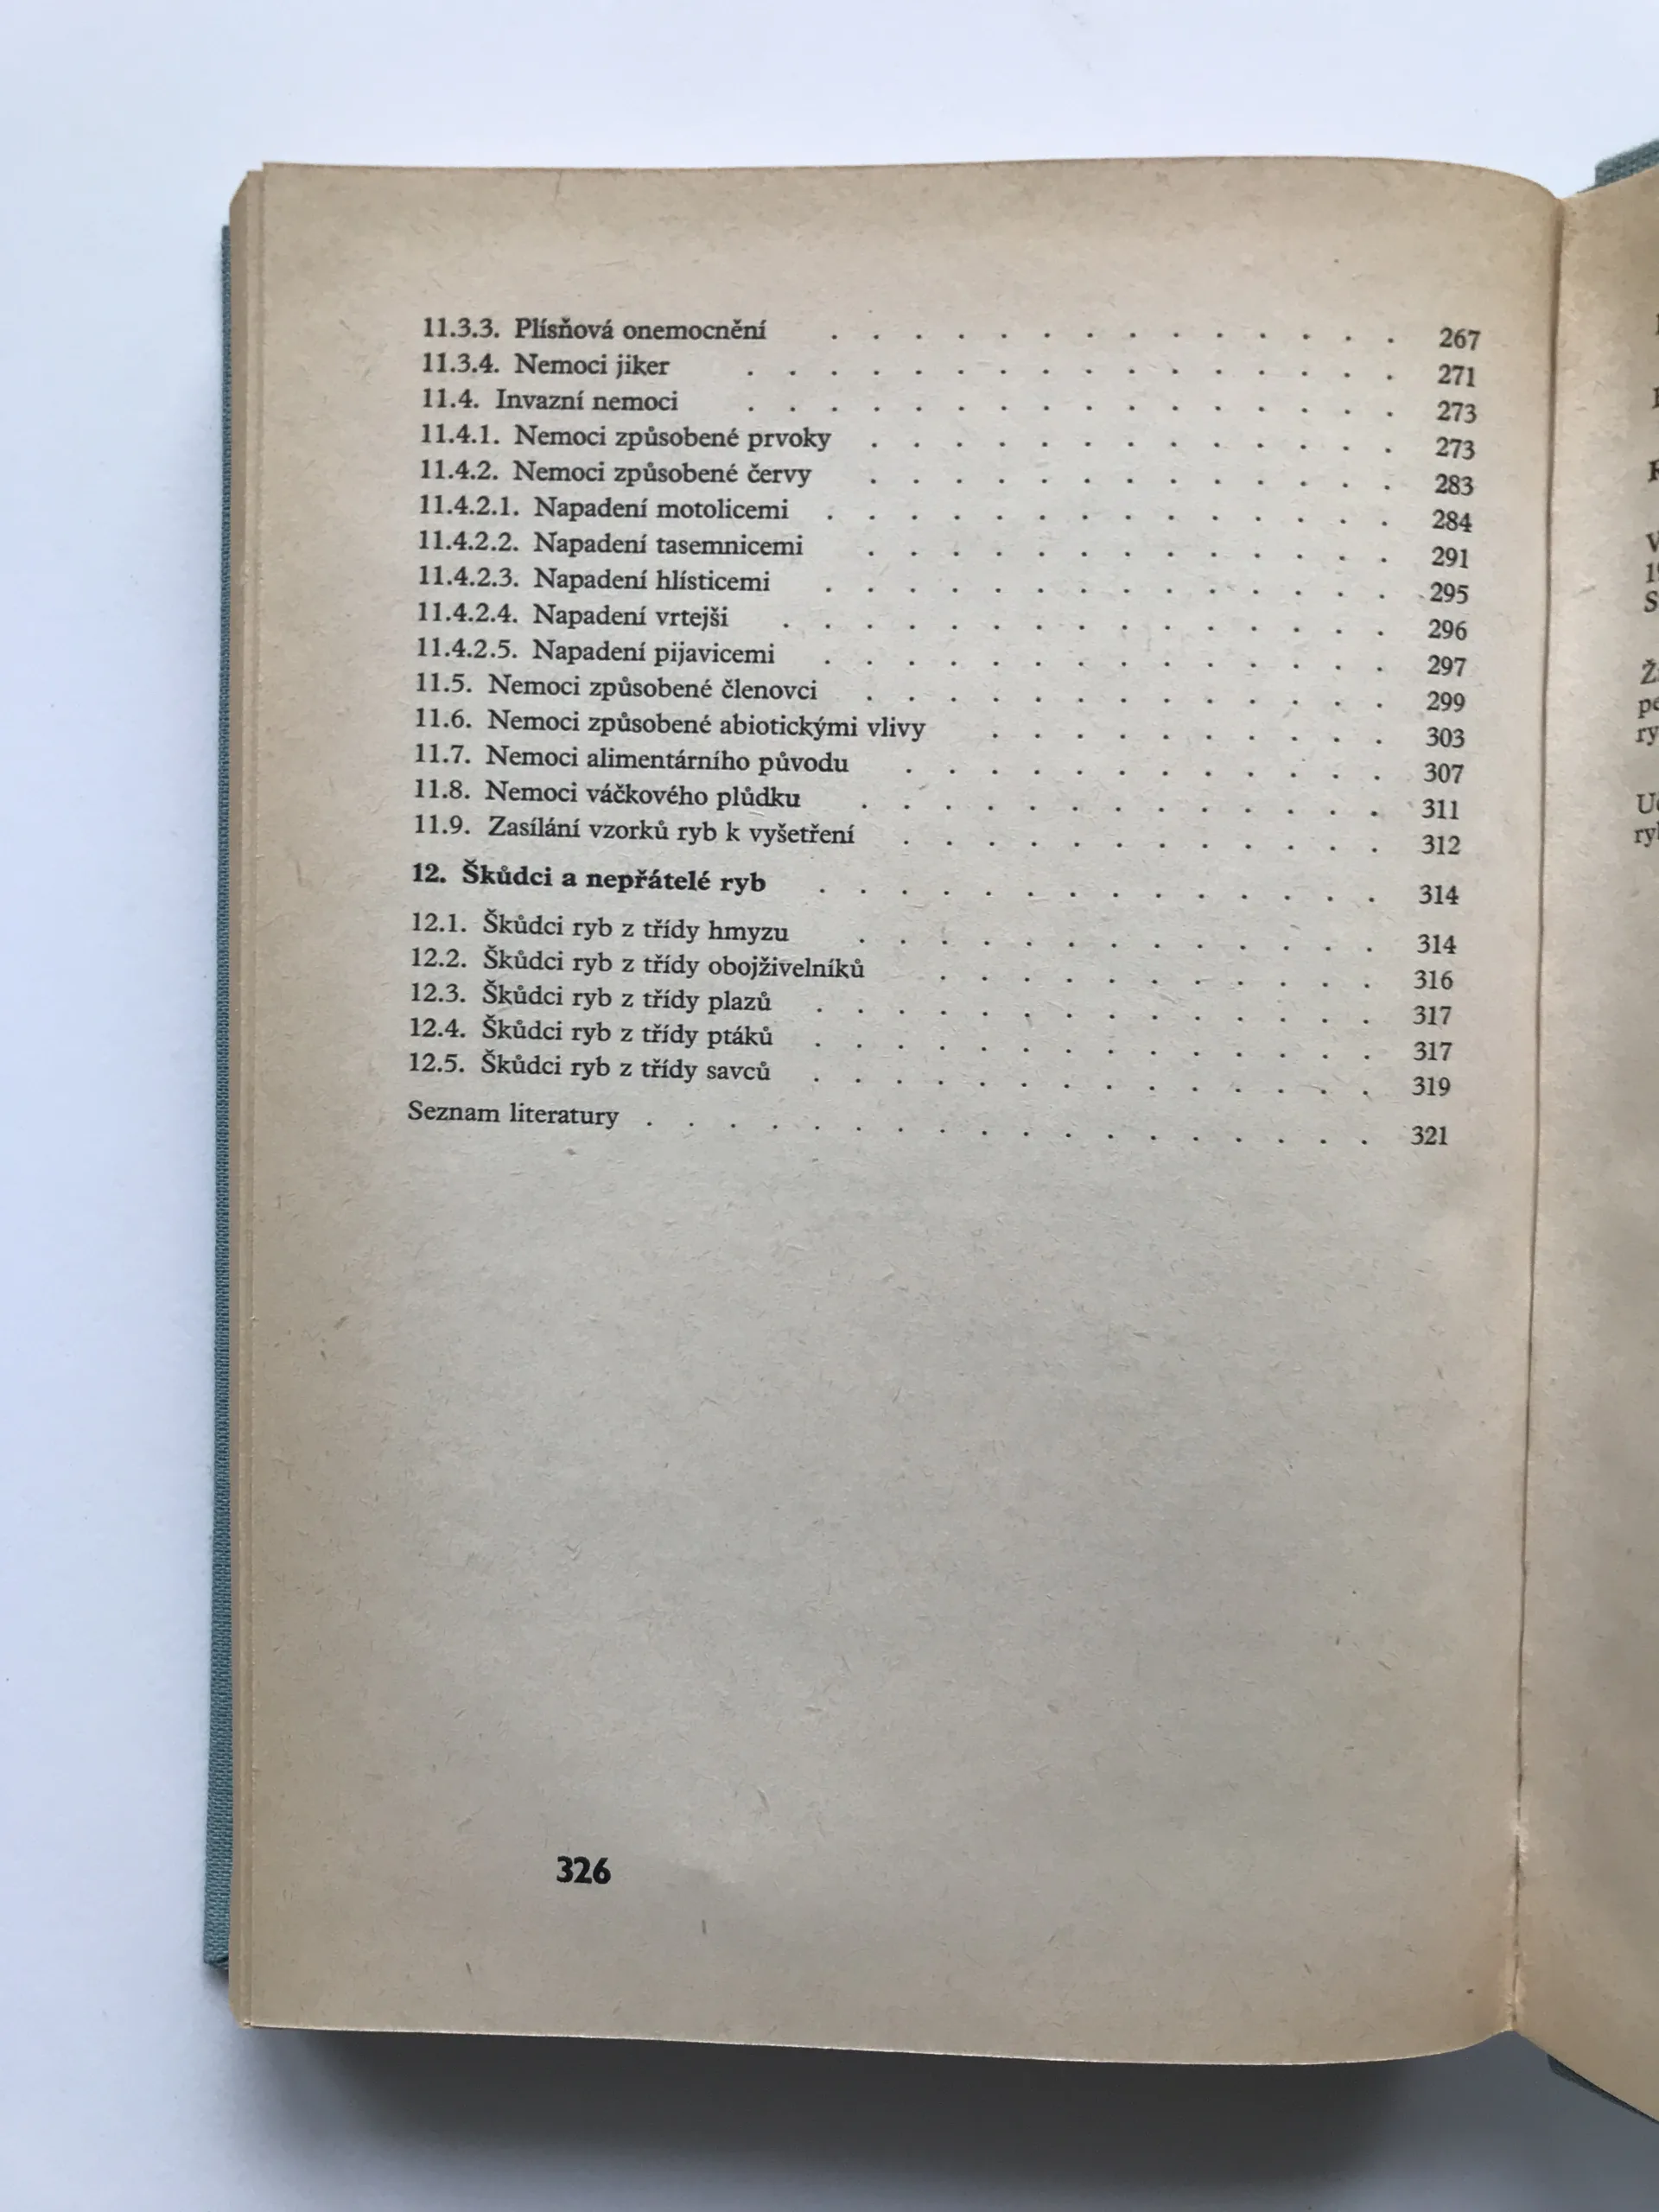 11.3.3. Plísňová onemocnění . . . . . . . . . . . . . . 267
11.3.4. Nemoci jiker . . . . . . . . . . . . . . . . 271
11.4. Invazní nemoci . . . . . . . . . . . . . . . . 273
11.4.1. Nemoci způsobené prvoky . . . . . . . . . . . . . 273
11.4.2. Nemoci způsobené červy . . . . . . . . . . . . . 283
11.4.2.1. Napadení motolicemi . . . . . . . . . . . . . . 284
11.4.2.2. Napadení tasemnicemi . . . . . . . . . . . . . 291
11.4.2.3. Napadení hlísticemi . . . . . . . . . . . . . . 295
11.4.2.4. Napadení vrtejši . . . . . . . . . . . . . . . 296
11.4.2.5. Napadení pijavicemi . . . . . . . . . . . . . . 297
11.5. Nemoci způsobené členovci . . . . . . . . . . . . . 299
11.6. Nemoci způsobené abiotickými vlivy . . . . . . . . . . 303
11.7. Nemoci alimentárního původu . . . . . . . . . . . . 307
11.8. Nemoci váčkového plůdku . . . . . . . . . . . . . 311
11.9. Zasílání vzorků ryb k vyšetření . . . . . . . . . . . . 312
12. Škůdci a nepřátelé ryb . . . . . . . . . . . . . . 314
12.1. Škůdci ryb z třídy hmyzu . . . . . . . . . . . . . 314
12.2. Škůdci ryb z třídy obojživelníků . . . . . . . . . . . 316
12.3. Škůdci ryb z třídy plazů . . . . . . . . . . . . . . 317
12.4. Škůdci ryb z třídy ptáků . . . . . . . . . . . . . . 317
12.5. Škůdci ryb z třídy savců . . . . . . . . . . . . . . 319
Seznam literatury . . . . . . . . . . . . . . . . . . 321
326